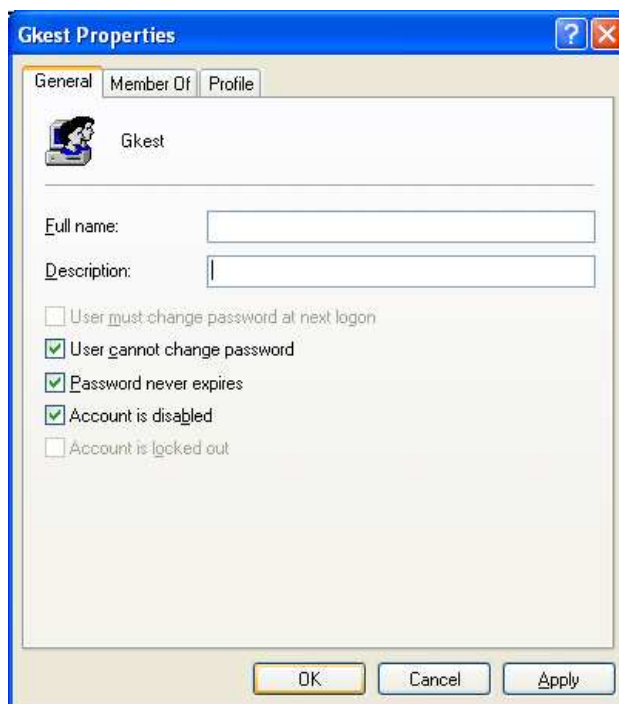 Gkest Properties
General Member Of Profile
Gkest
Full name:
Description:
User must change password at next logon
User cannot change password
Password never expires
Account is disabled
Account is locked out
OK Cancel Apply